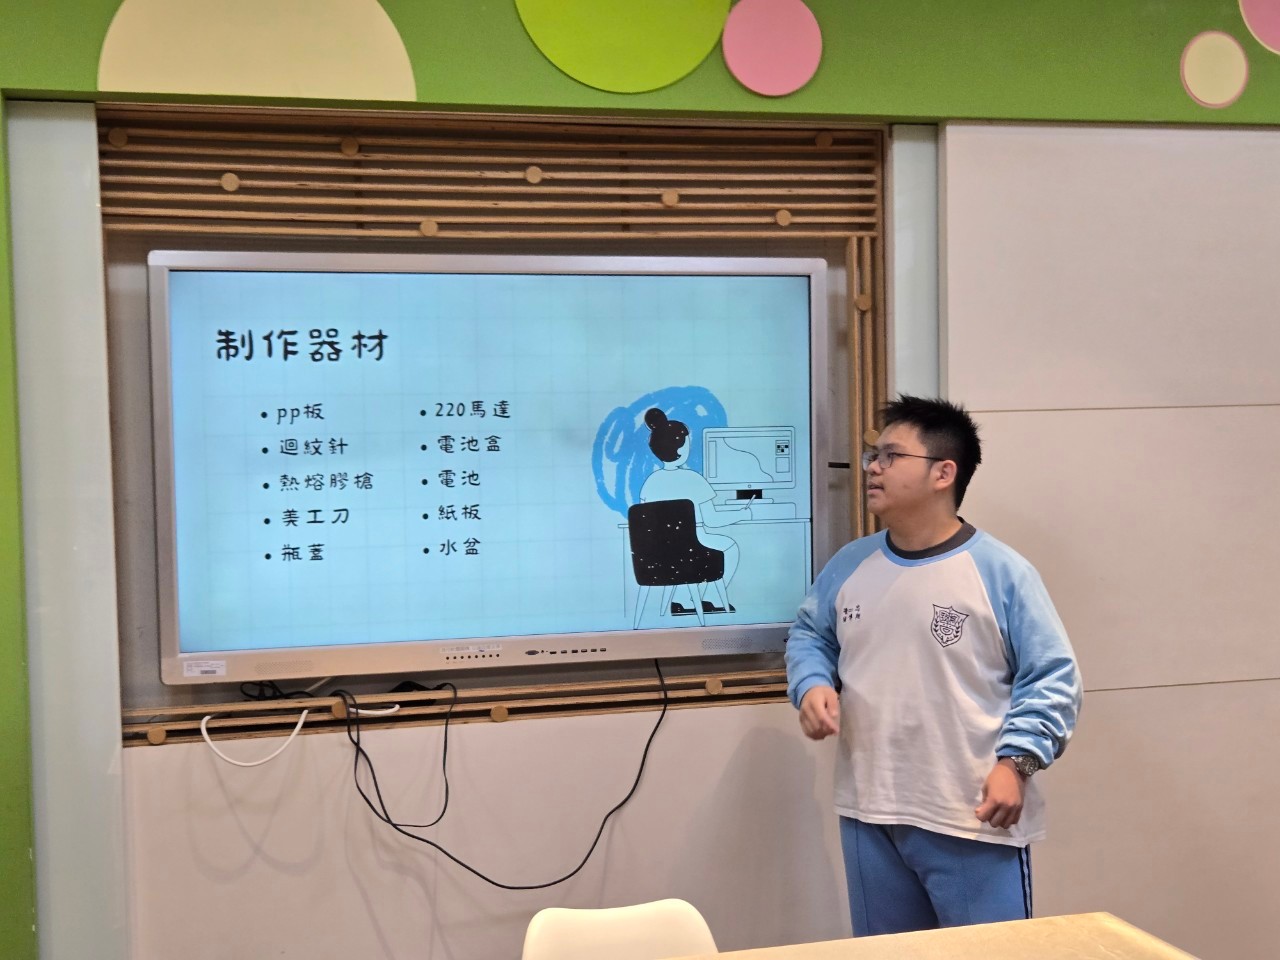 制作器材
• pp板
• 迴紋針
• 熱熔膠槍
• 美工刀
• 瓶蓋
• 220馬達
• 電池盒
• 電池
• 紙板
• 水盆